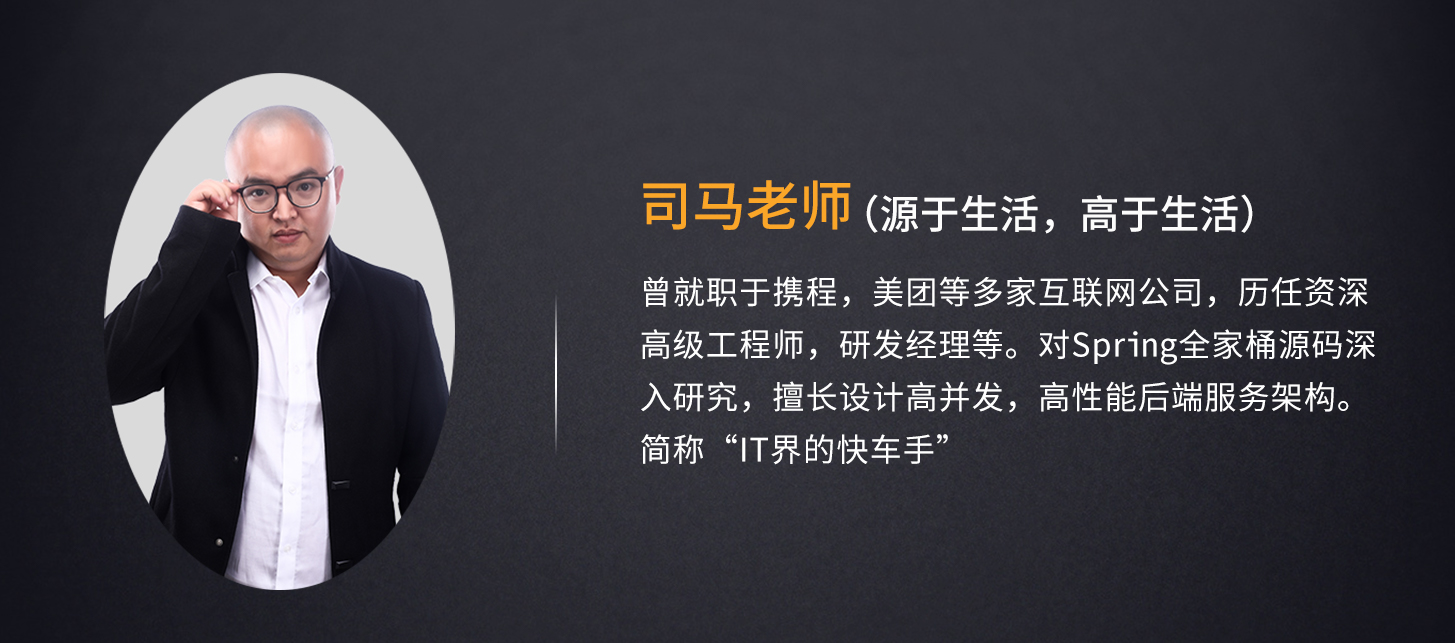 司马老师（源于生活，高于生活）
曾就职于携程，美团等多家互联网公司，历任资深
高级工程师，研发经理等。对Spring全家桶源码深
入研究，擅长设计高并发，高性能后端服务架构。
简称“IT界的快车手”